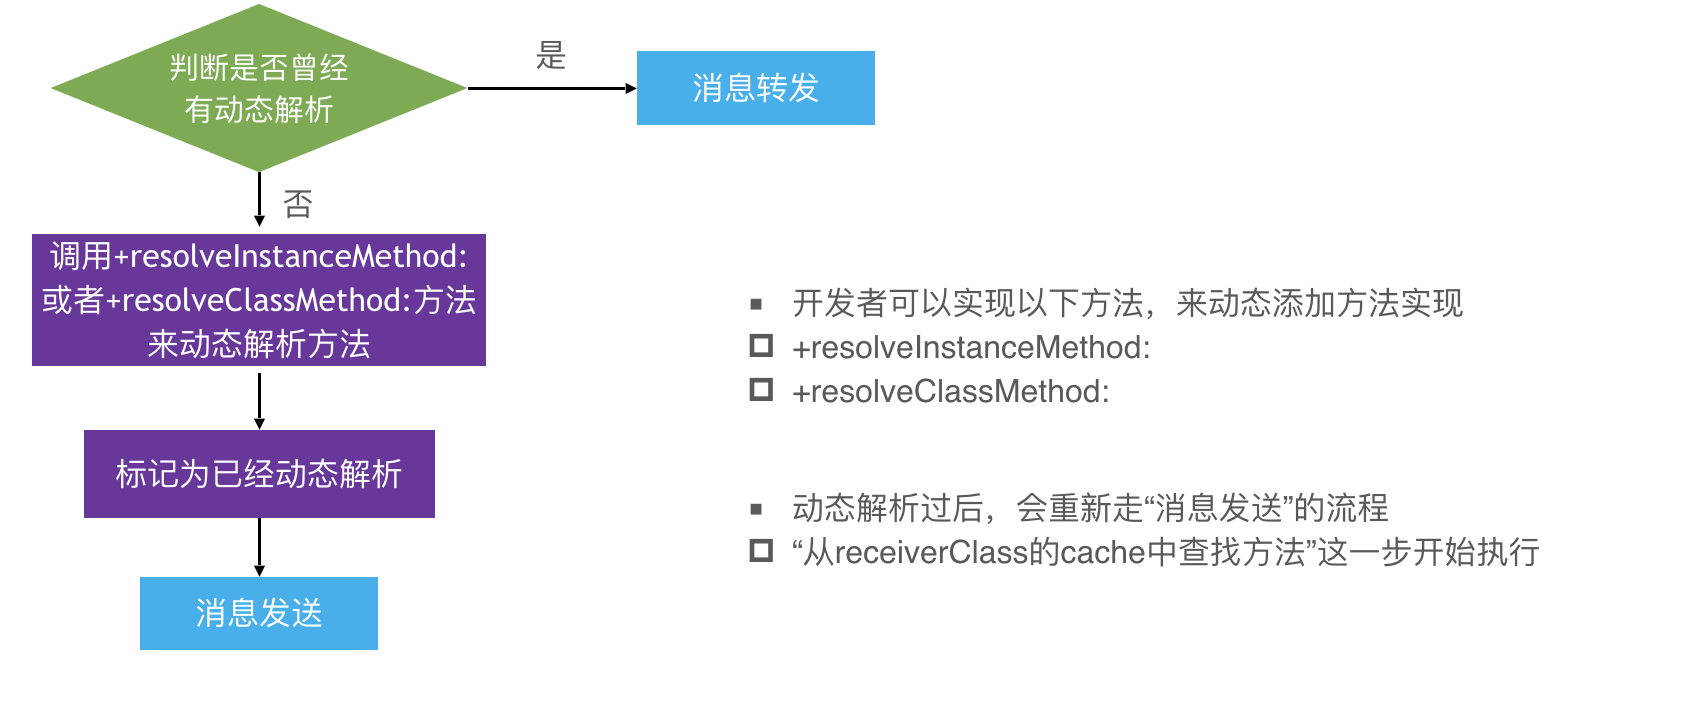 判断是否曾经
有动态解析
是
消息转发
否
调用+resolveInstanceMethod:
或者+resolveClassMethod:方法
来动态解析方法
标记为已经动态解析
消息发送
开发者可以实现以下方法，来动态添加方法实现
+resolveInstanceMethod:
+resolveClassMethod:
动态解析过后，会重新走“消息发送”的流程
“从receiverClass的cache中查找方法”这一步开始执行